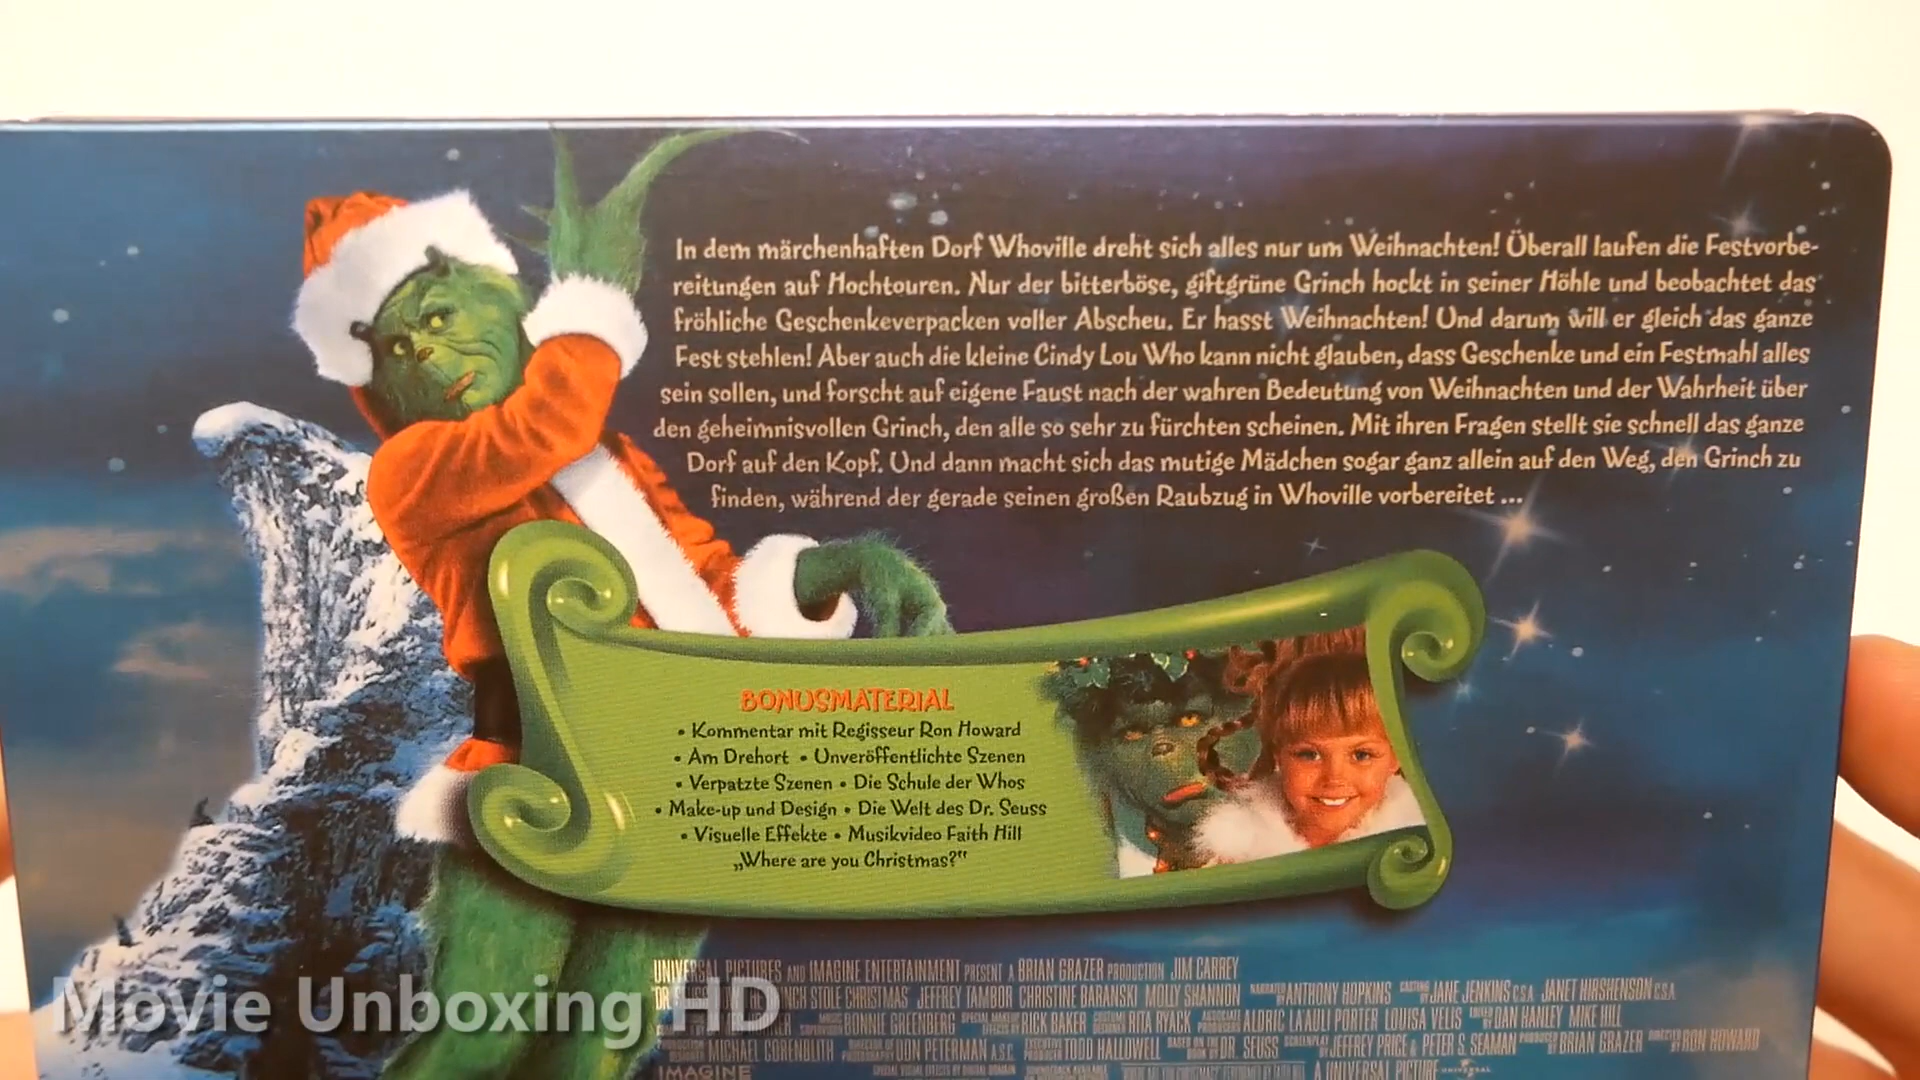 In dem märchenhaften Dorf Whoville dreht sich alles nur um Weihnachten! Überall laufen die Festvorbe-
reitungen auf Hochtouren. Nur der bitterböse, giftgrüne Grinch hockt in seiner Höhle und beobachtet das
fröhliche Geschenkeverpacken voller Abscheu. Er hasst Weihnachten! Und darum will er gleich das ganze
Fest stehlen! Aber auch die kleine Cindy Lou Who kann nicht glauben, dass Geschenke und ein Festmahl alles
sein sollen, und forscht auf eigene Faust nach der wahren Bedeutung von Weihnachten und der Wahrheit über
den geheimnisvollen Grinch, den alle so sehr zu fürchten scheinen. Mit ihren Fragen stellt sie schnell das ganze
Dorf auf den Kopf. Und dann macht sich das mutige Mädchen sogar ganz allein auf den Weg, den Grinch zu
finden, während der gerade seinen großen Raubzug in Whoville vorbereitet ...
BONUSMATERIAL
• Kommentar mit Regisseur Ron Howard
• Am Drehort • Unveröffentlichte Szenen
• Verpatzte Szenen • Die Schule der Whos
• Make-up und Design • Die Welt des Dr. Seuss
• Visuelle Effekte • Musikvideo Faith Hill
„Where are you Christmas?“
UNIVERSAL PICTURES AND IMAGINE ENTERTAINMENT PRESENT A BRIAN GRAZER PRODUCTION JIM CARREY
STOLE CHRISTMAS JEFFREY TAMBOR CHRISTINE BARANSKI MOLLY SHANNON NARRATED BY ANTHONY HOPKINS CASTING BY JANE JENKINS C.S.A. JANET HIRSHENSON C.S.A.
BONNIE GREENBERG RICK BAKER RITA RYACK ALDRIC LA'AULI PORTER LOUISA VELIS DAN HANLEY MIKE HILL
MICHAEL CORENBLITH DON PETERMAN A.S.C. TODD HALLOWELL DR. SEUSS JEFFREY PRICE & PETER S. SEAMAN BRIAN GRAZER RON HOWARD
IMAGINE A UNIVERSAL PICTURE
Movie Unboxing HD